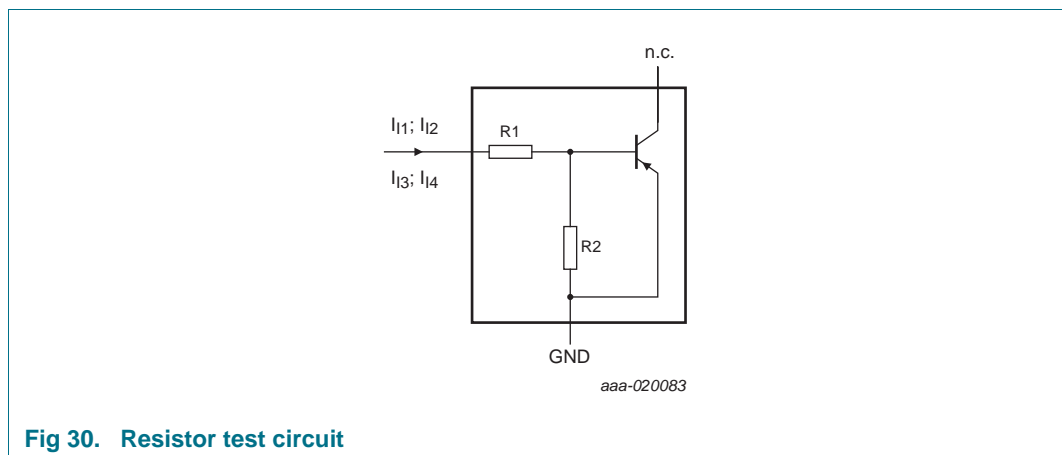 n.c.
II1; II2
R1
II3; II4
R2
GND
aaa-020083
Fig 30. Resistor test circuit